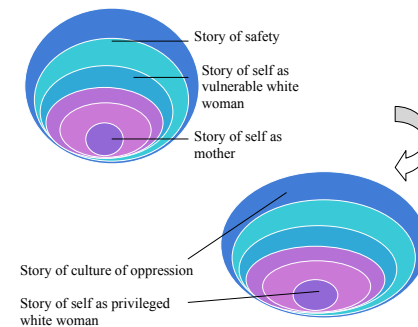 Story of safety
Story of self as
vulnerable white
woman
Story of self as
mother
Story of culture of oppression
Story of self as privileged
white woman